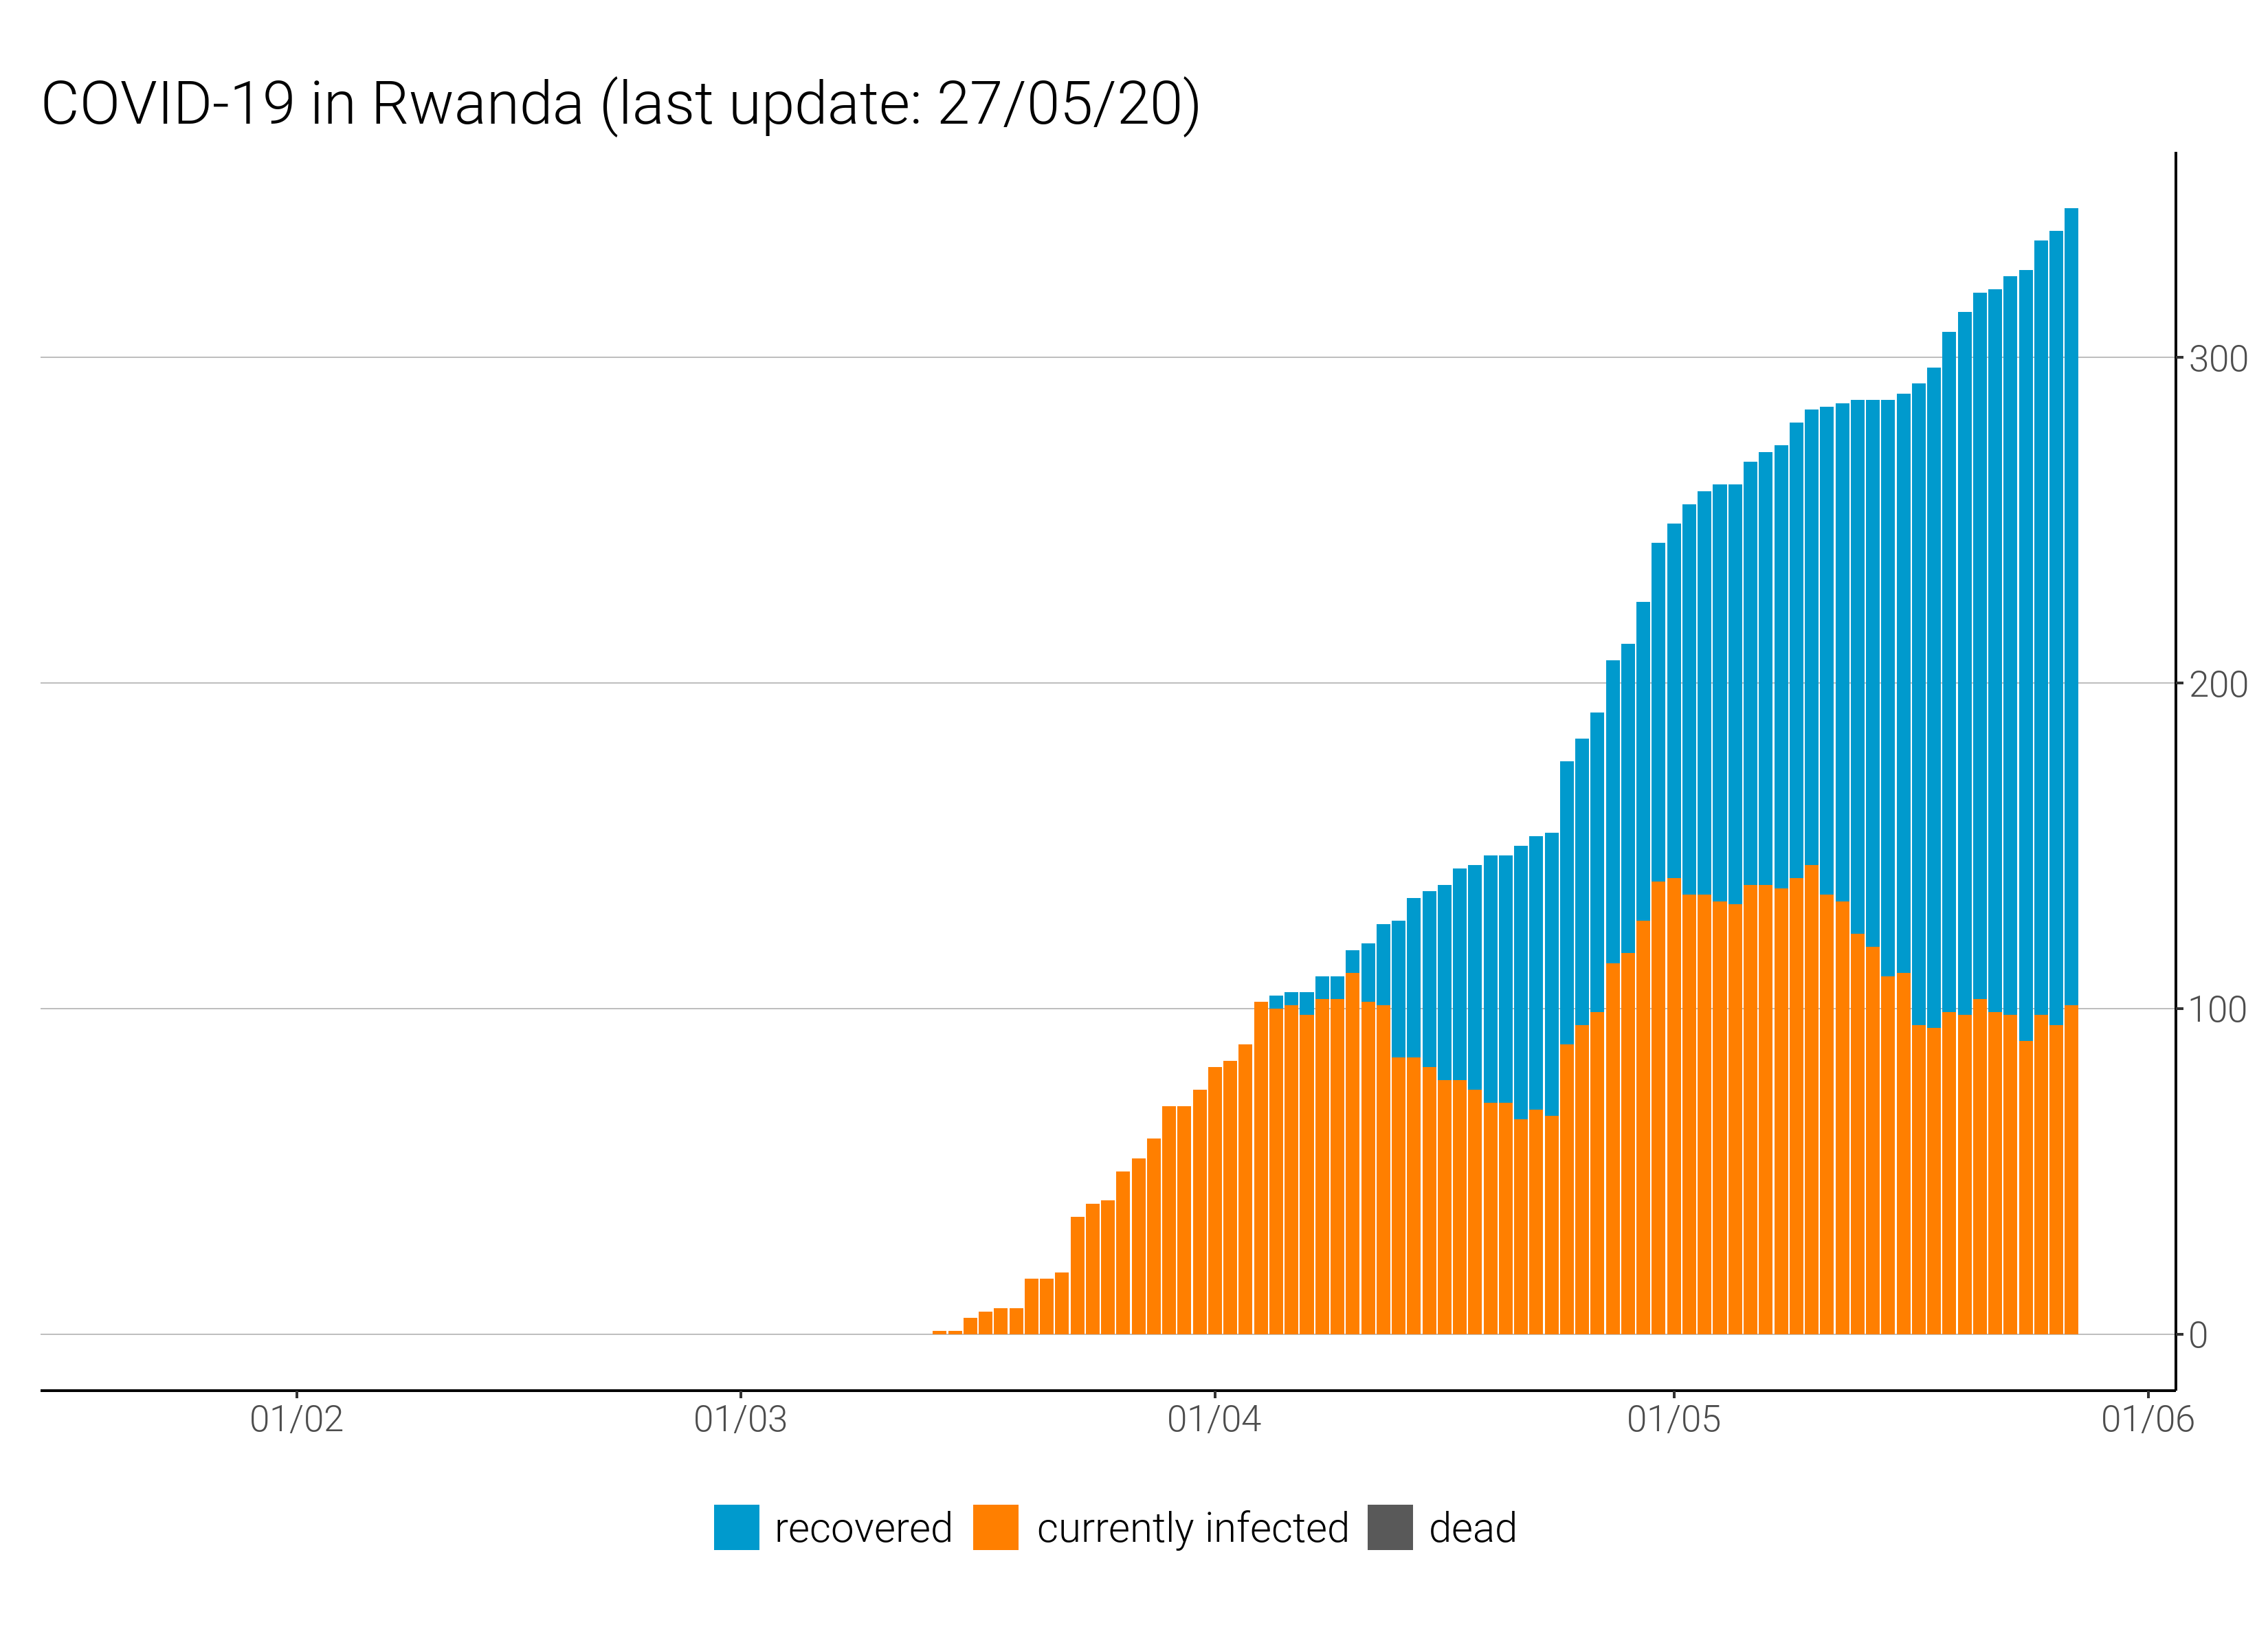 COVID-19 in Rwanda (last update: 27/05/20)
300
200
100
0
01/02 01/03 01/04 01/05 01/06
recovered currently infected dead